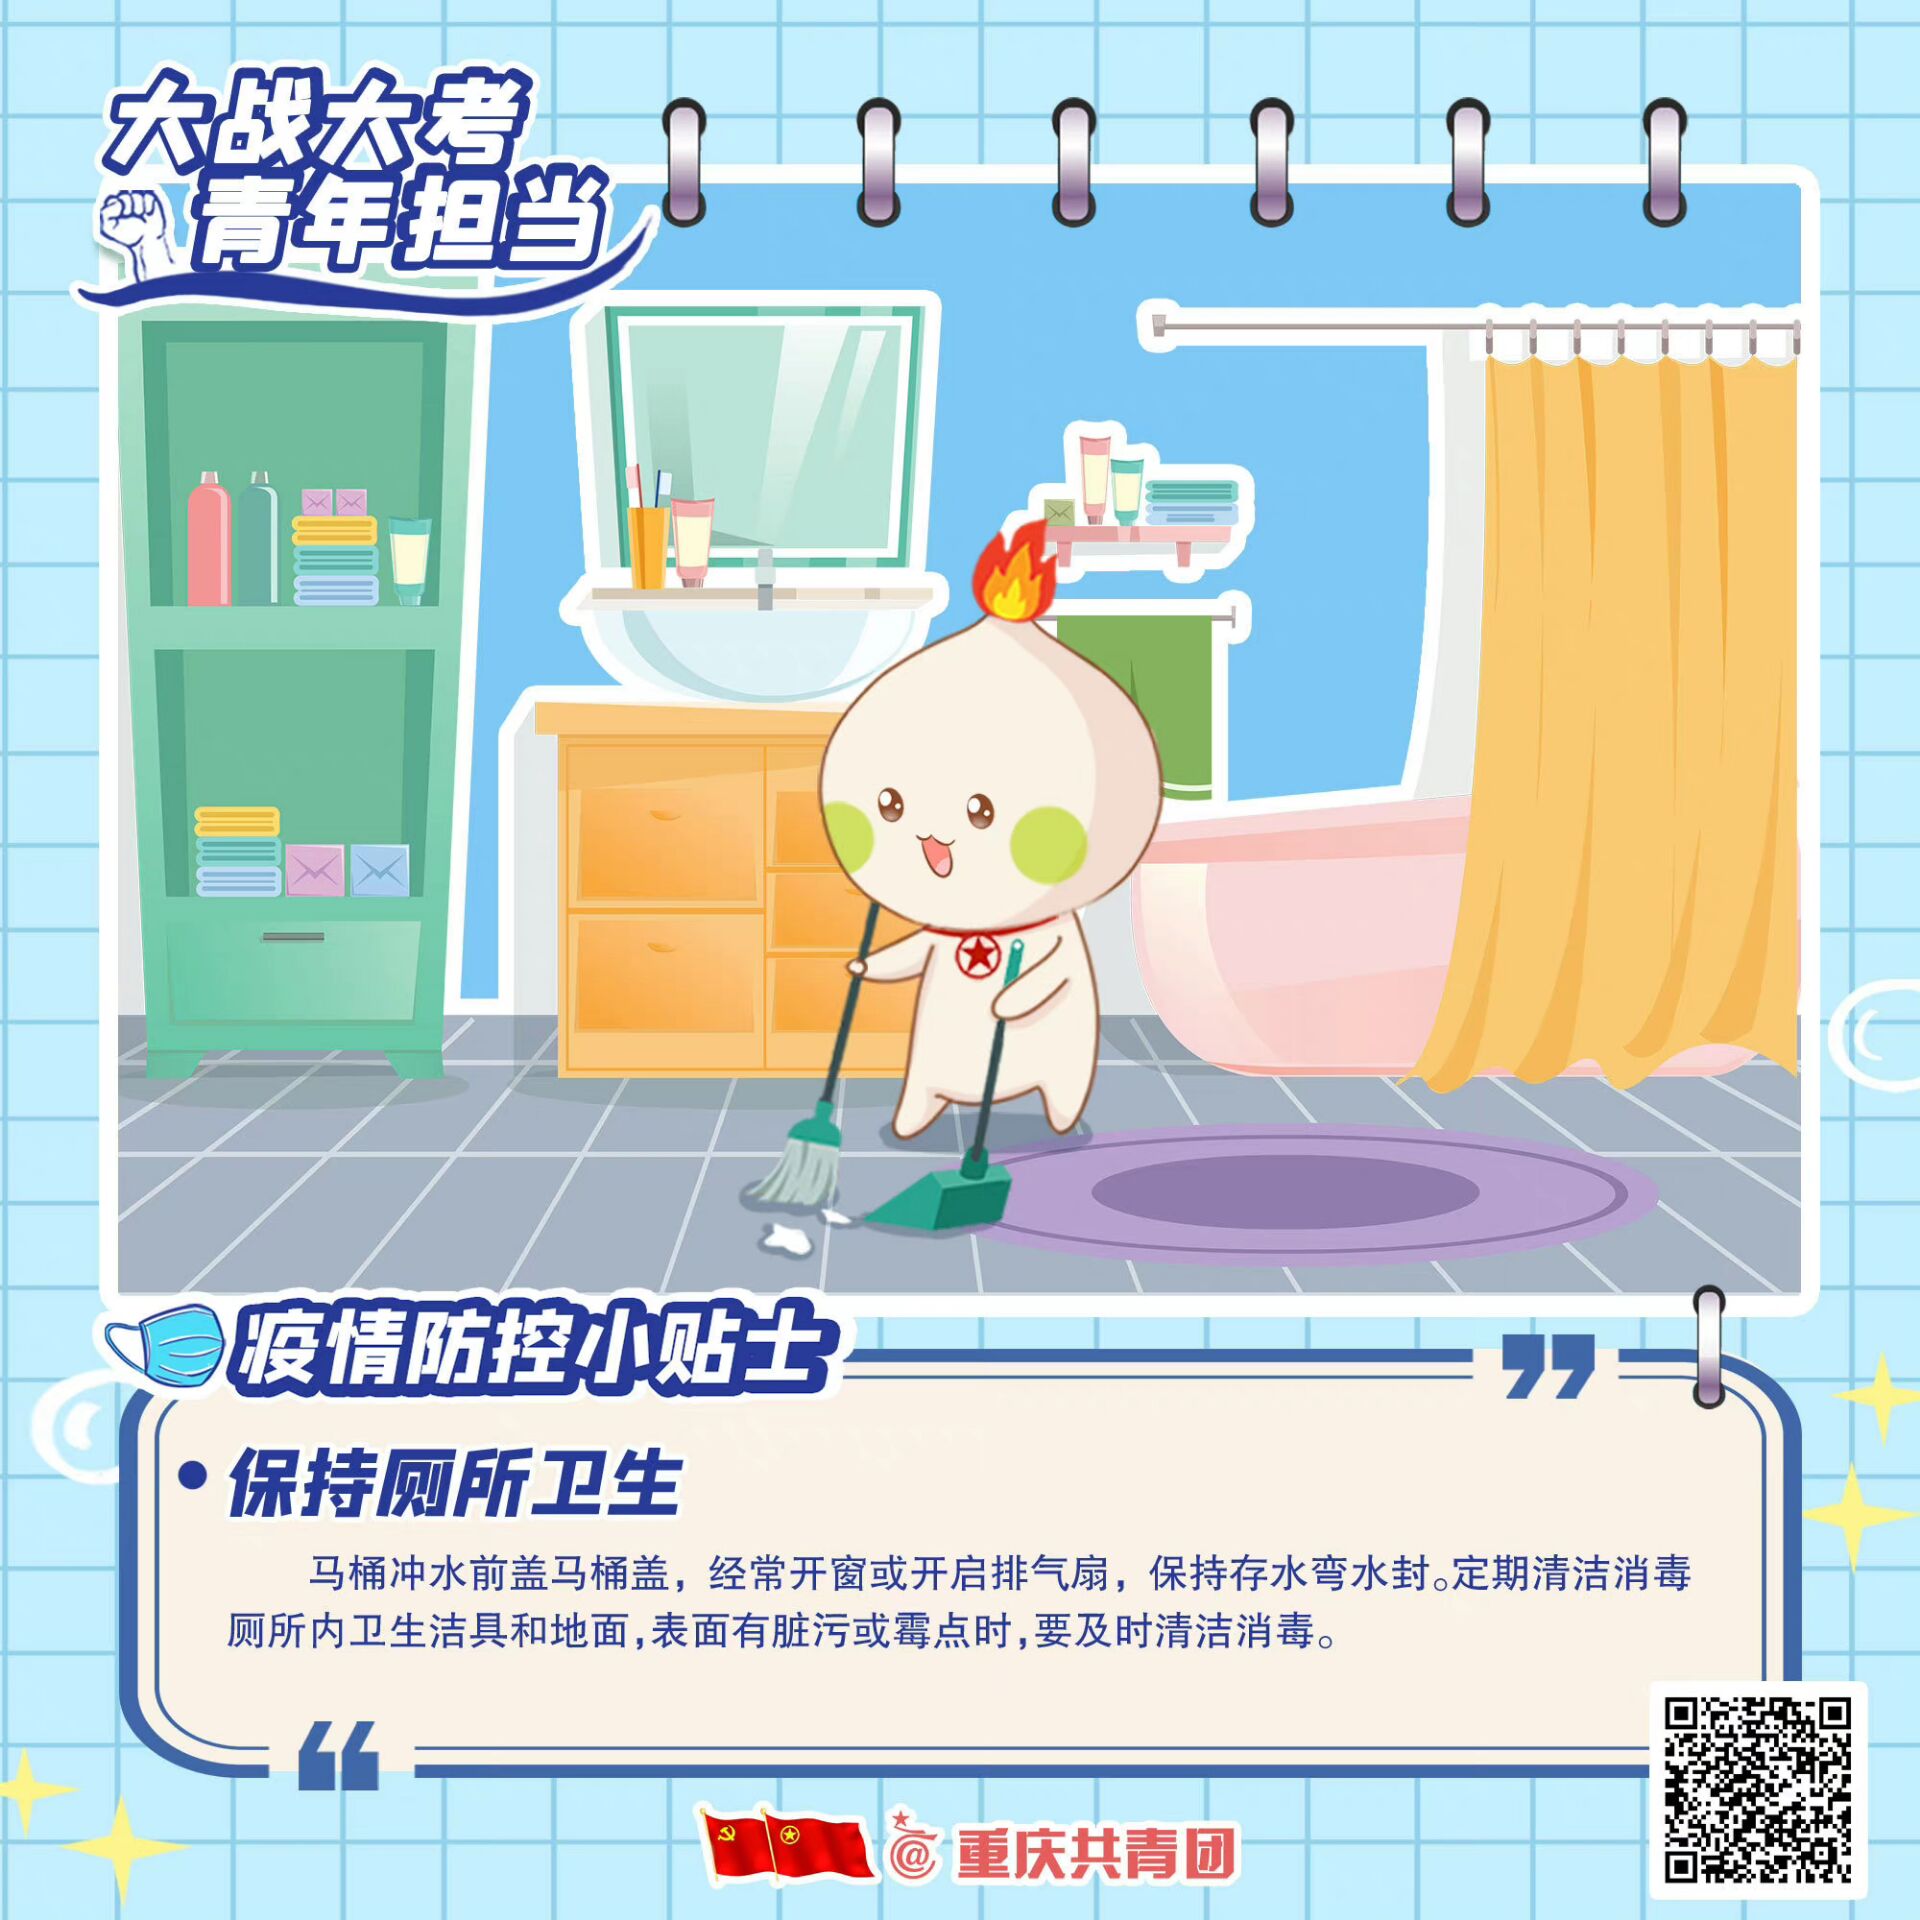 大战大考
青年担当
疫情防控小贴士
保持厕所卫生
马桶冲水前盖马桶盖，经常开窗或开启排气扇，保持存水弯水封。定期清洁消毒
厕所内卫生洁具和地面，表面有脏污或霉点时，要及时清洁消毒。
@重庆共青团